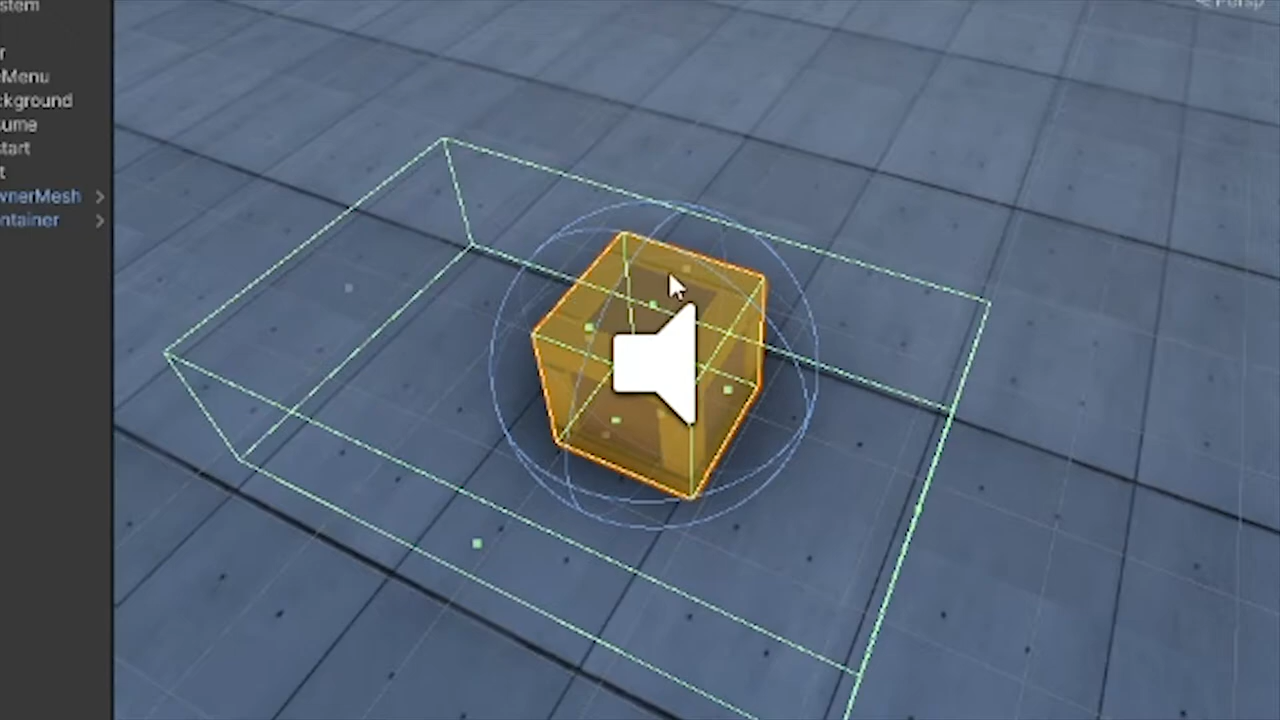 stem
r
Menu
ckground
ume
tart
t
wnerMesh
ntainer
Persp